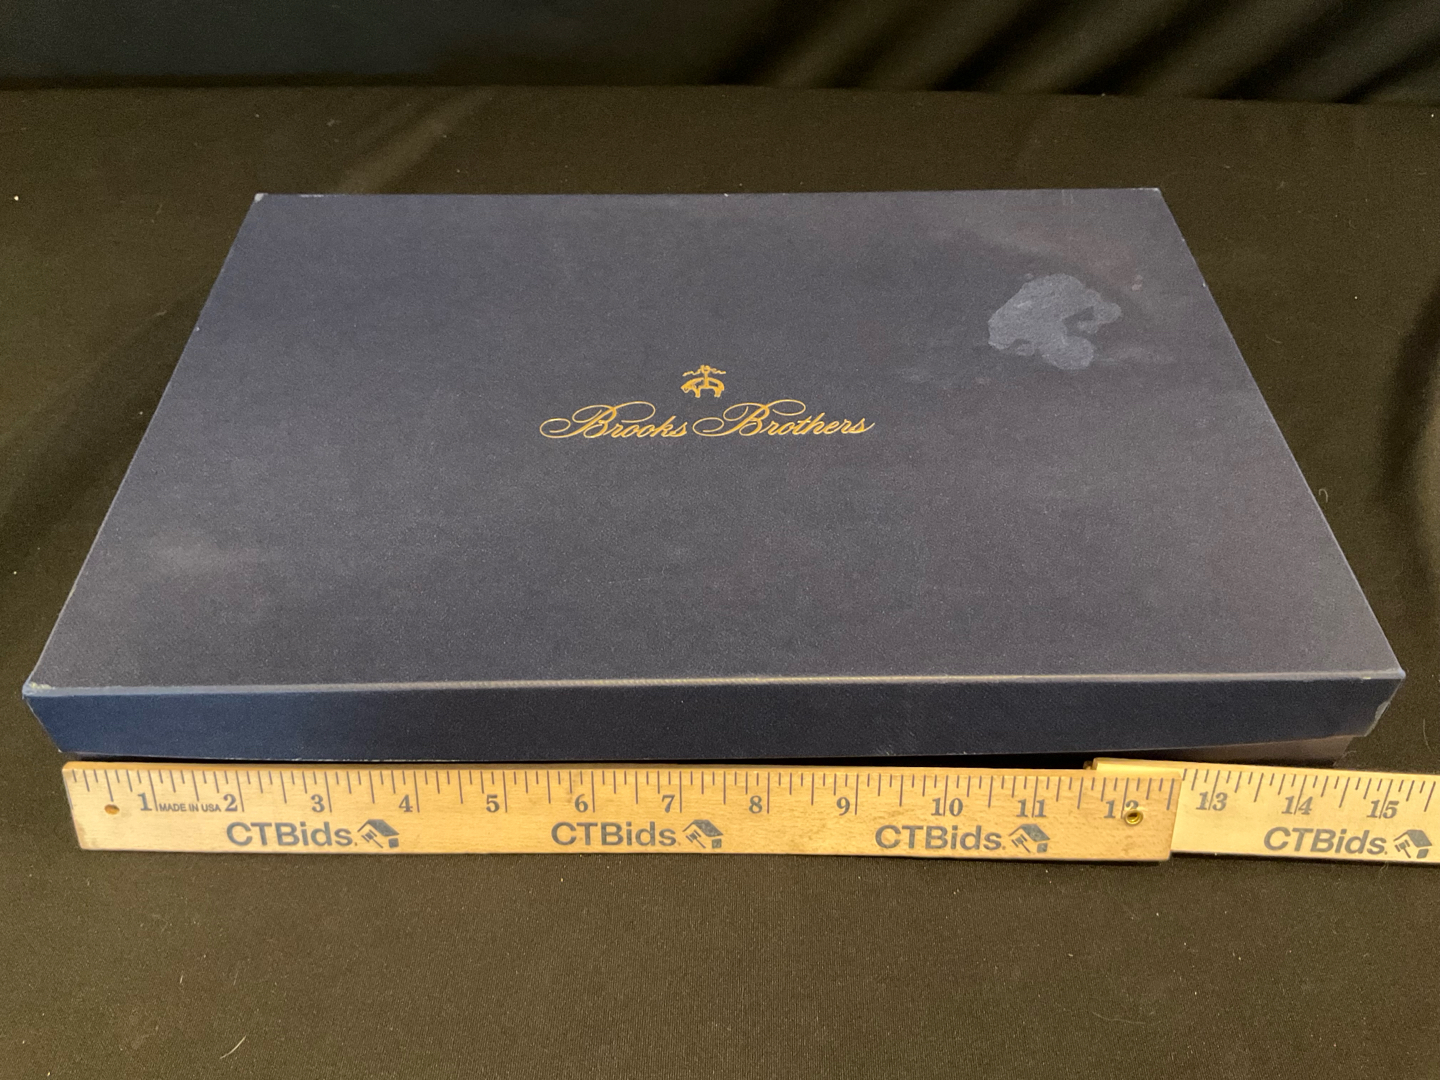 Brooks Brothers
1 MADE IN USA 2 3 4 5 6 7 8 9 10 11 12 13 14 15
CTBids. CTBids. CTBids. CTBids.